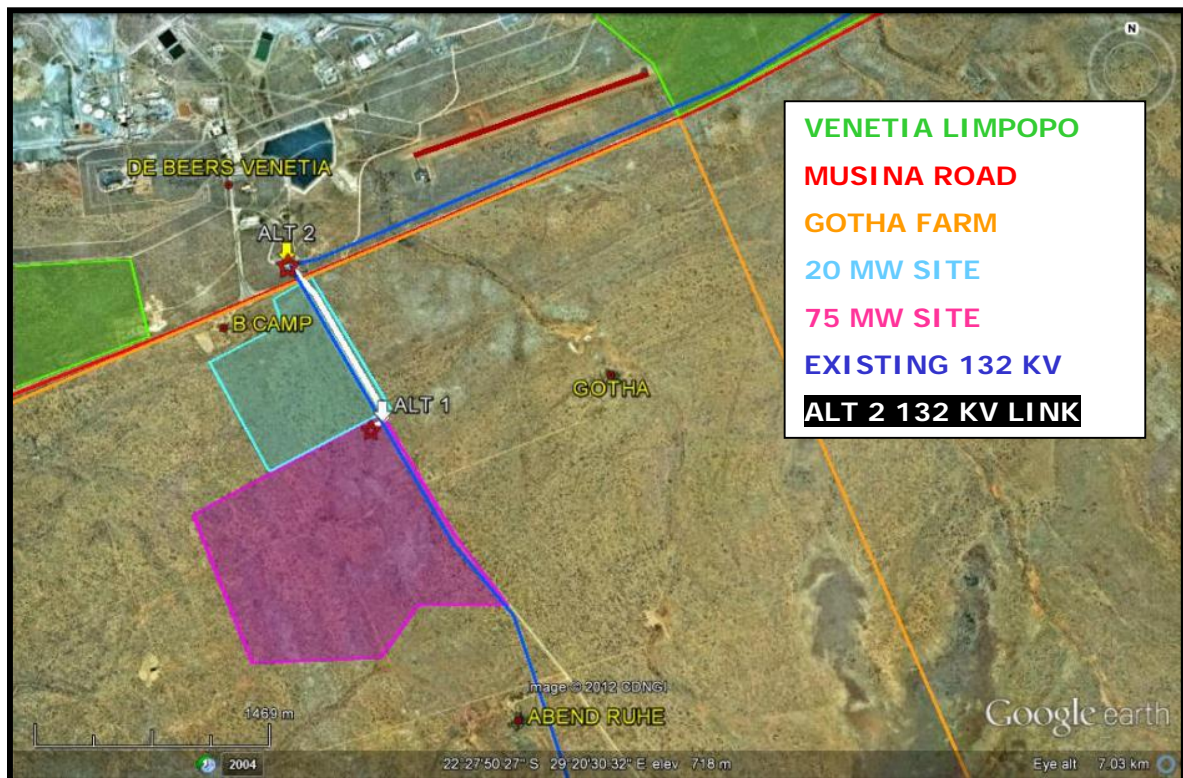 N
VENETIA LIMPOPO
MUSINA ROAD
GOTHA FARM
20 MW SITE
75 MW SITE
EXISTING 132 KV
ALT 2 132 KV LINK
DE BEERS VENETIA
ALT 2
B CAMP
GOTHA
ALT 1
image © 2012 CDNGI
ABEND RUHE
1469 m
Google earth
2004
22°27'50.27" S 29°20'30.32" E elev 718 m
Eye alt 7.03 km